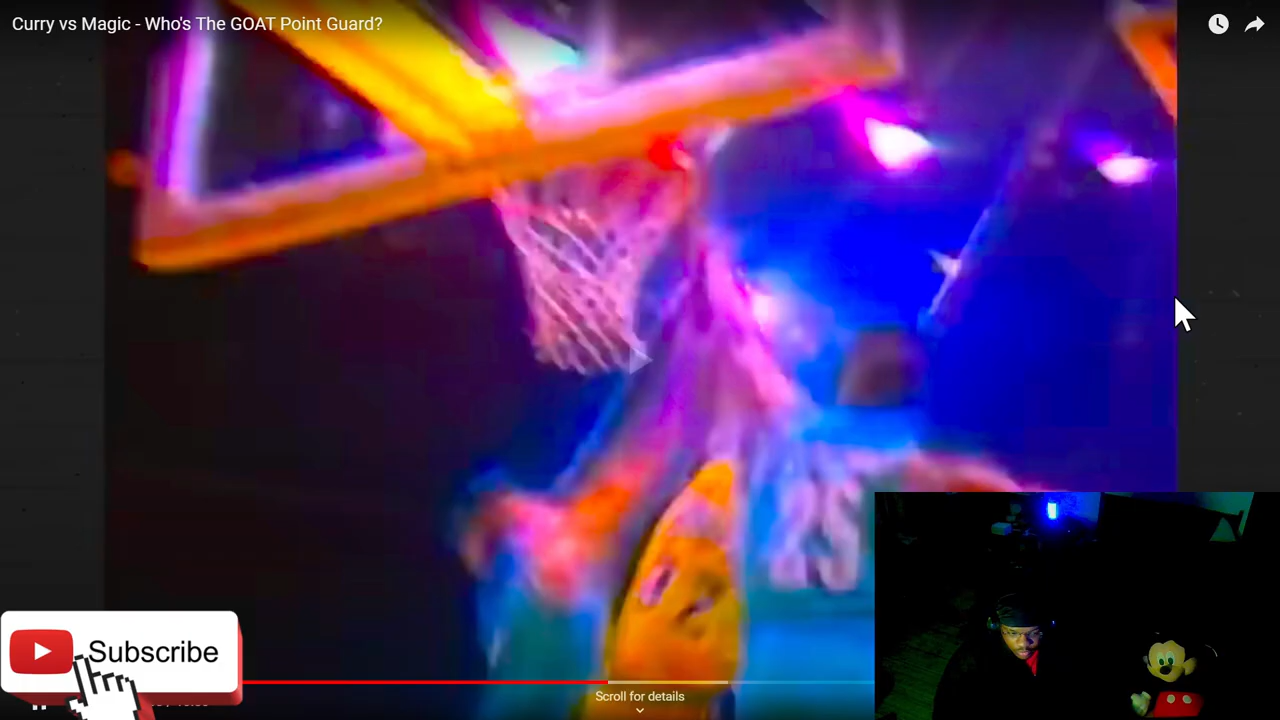 Curry vs Magic - Who's The GOAT Point Guard?
Subscribe
Scroll for details